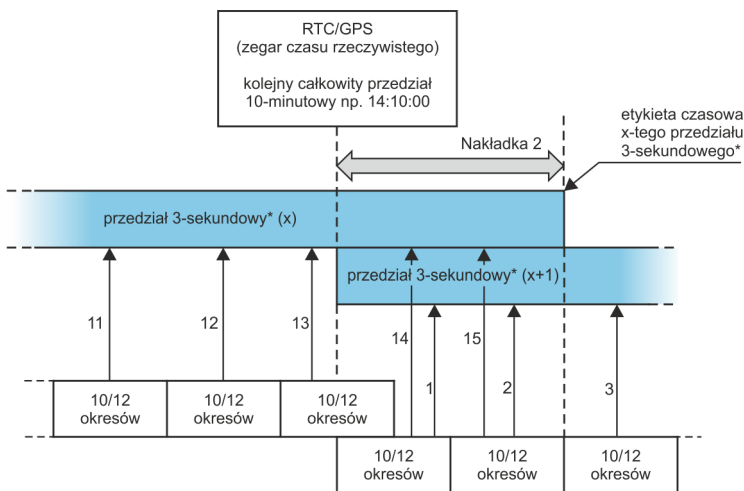 RTC/GPS
(zegar czasu rzeczywistego)
kolejny całkowity przedział
10-minutowy np. 14:10:00
etykieta czasowa
x-tego przedziału
3-sekundowego*
Nakładka 2
przedział 3-sekundowy* (x)
przedział 3-sekundowy* (x+1)
11
12
13
14
15
1
2
3
10/12
okresów
10/12
okresów
10/12
okresów
10/12
okresów
10/12
okresów
10/12
okresów